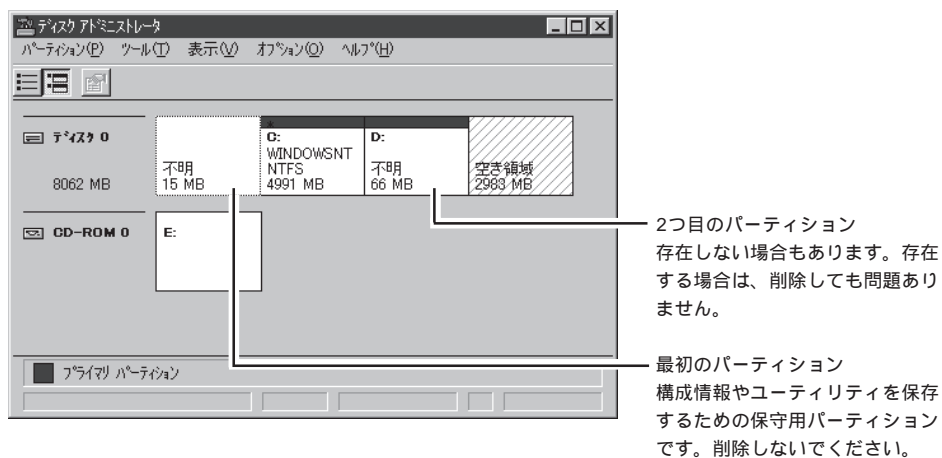 ディスク アドミニストレータ
パーティション(P) ツール(T) 表示(V) オプション(O) ヘルプ(H)
ディスク 0
8062 MB
不明
15 MB
*
C:
WINDOWSNT
NTFS
4991 MB
D:
不明
66 MB
空き領域
2983 MB
CD-ROM 0
E:
プライマリ パーティション
2つ目のパーティション
存在しない場合もあります。存在
する場合は、削除しても問題あり
ません。
最初のパーティション
構成情報やユーティリティを保存
するための保守用パーティション
です。削除しないでください。